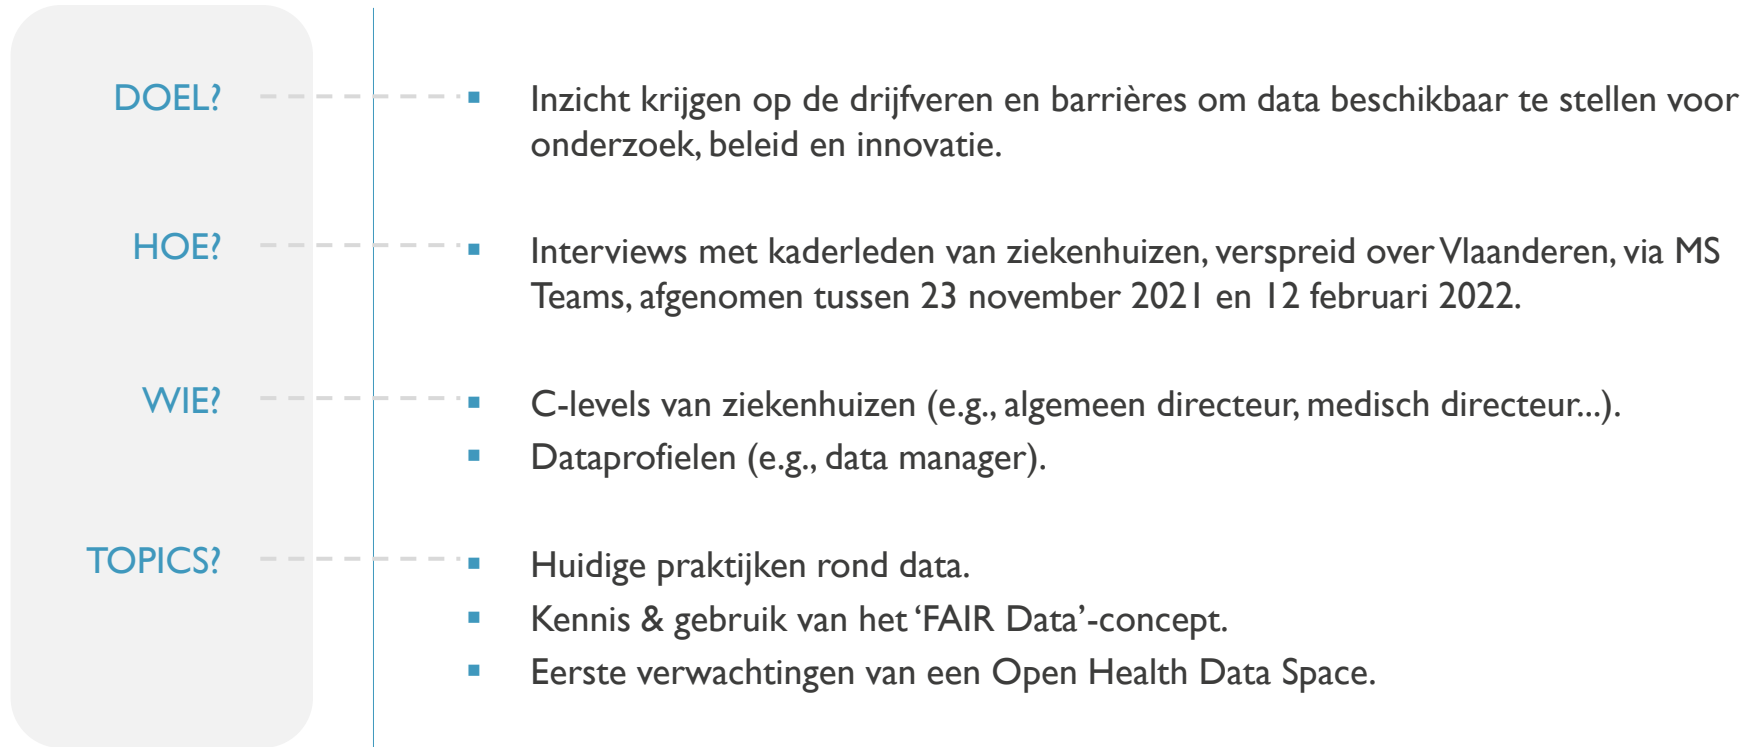 DOEL?
▪ Inzicht krijgen op de drijfveren en barrières om data beschikbaar te stellen voor
onderzoek, beleid en innovatie.
HOE?
▪ Interviews met kaderleden van ziekenhuizen, verspreid over Vlaanderen, via MS
Teams, afgenomen tussen 23 november 2021 en 12 februari 2022.
WIE?
▪ C-levels van ziekenhuizen (e.g., algemeen directeur, medisch directeur...).
▪ Dataprofielen (e.g., data manager).
TOPICS?
▪ Huidige praktijken rond data.
▪ Kennis & gebruik van het ‘FAIR Data’-concept.
▪ Eerste verwachtingen van een Open Health Data Space.